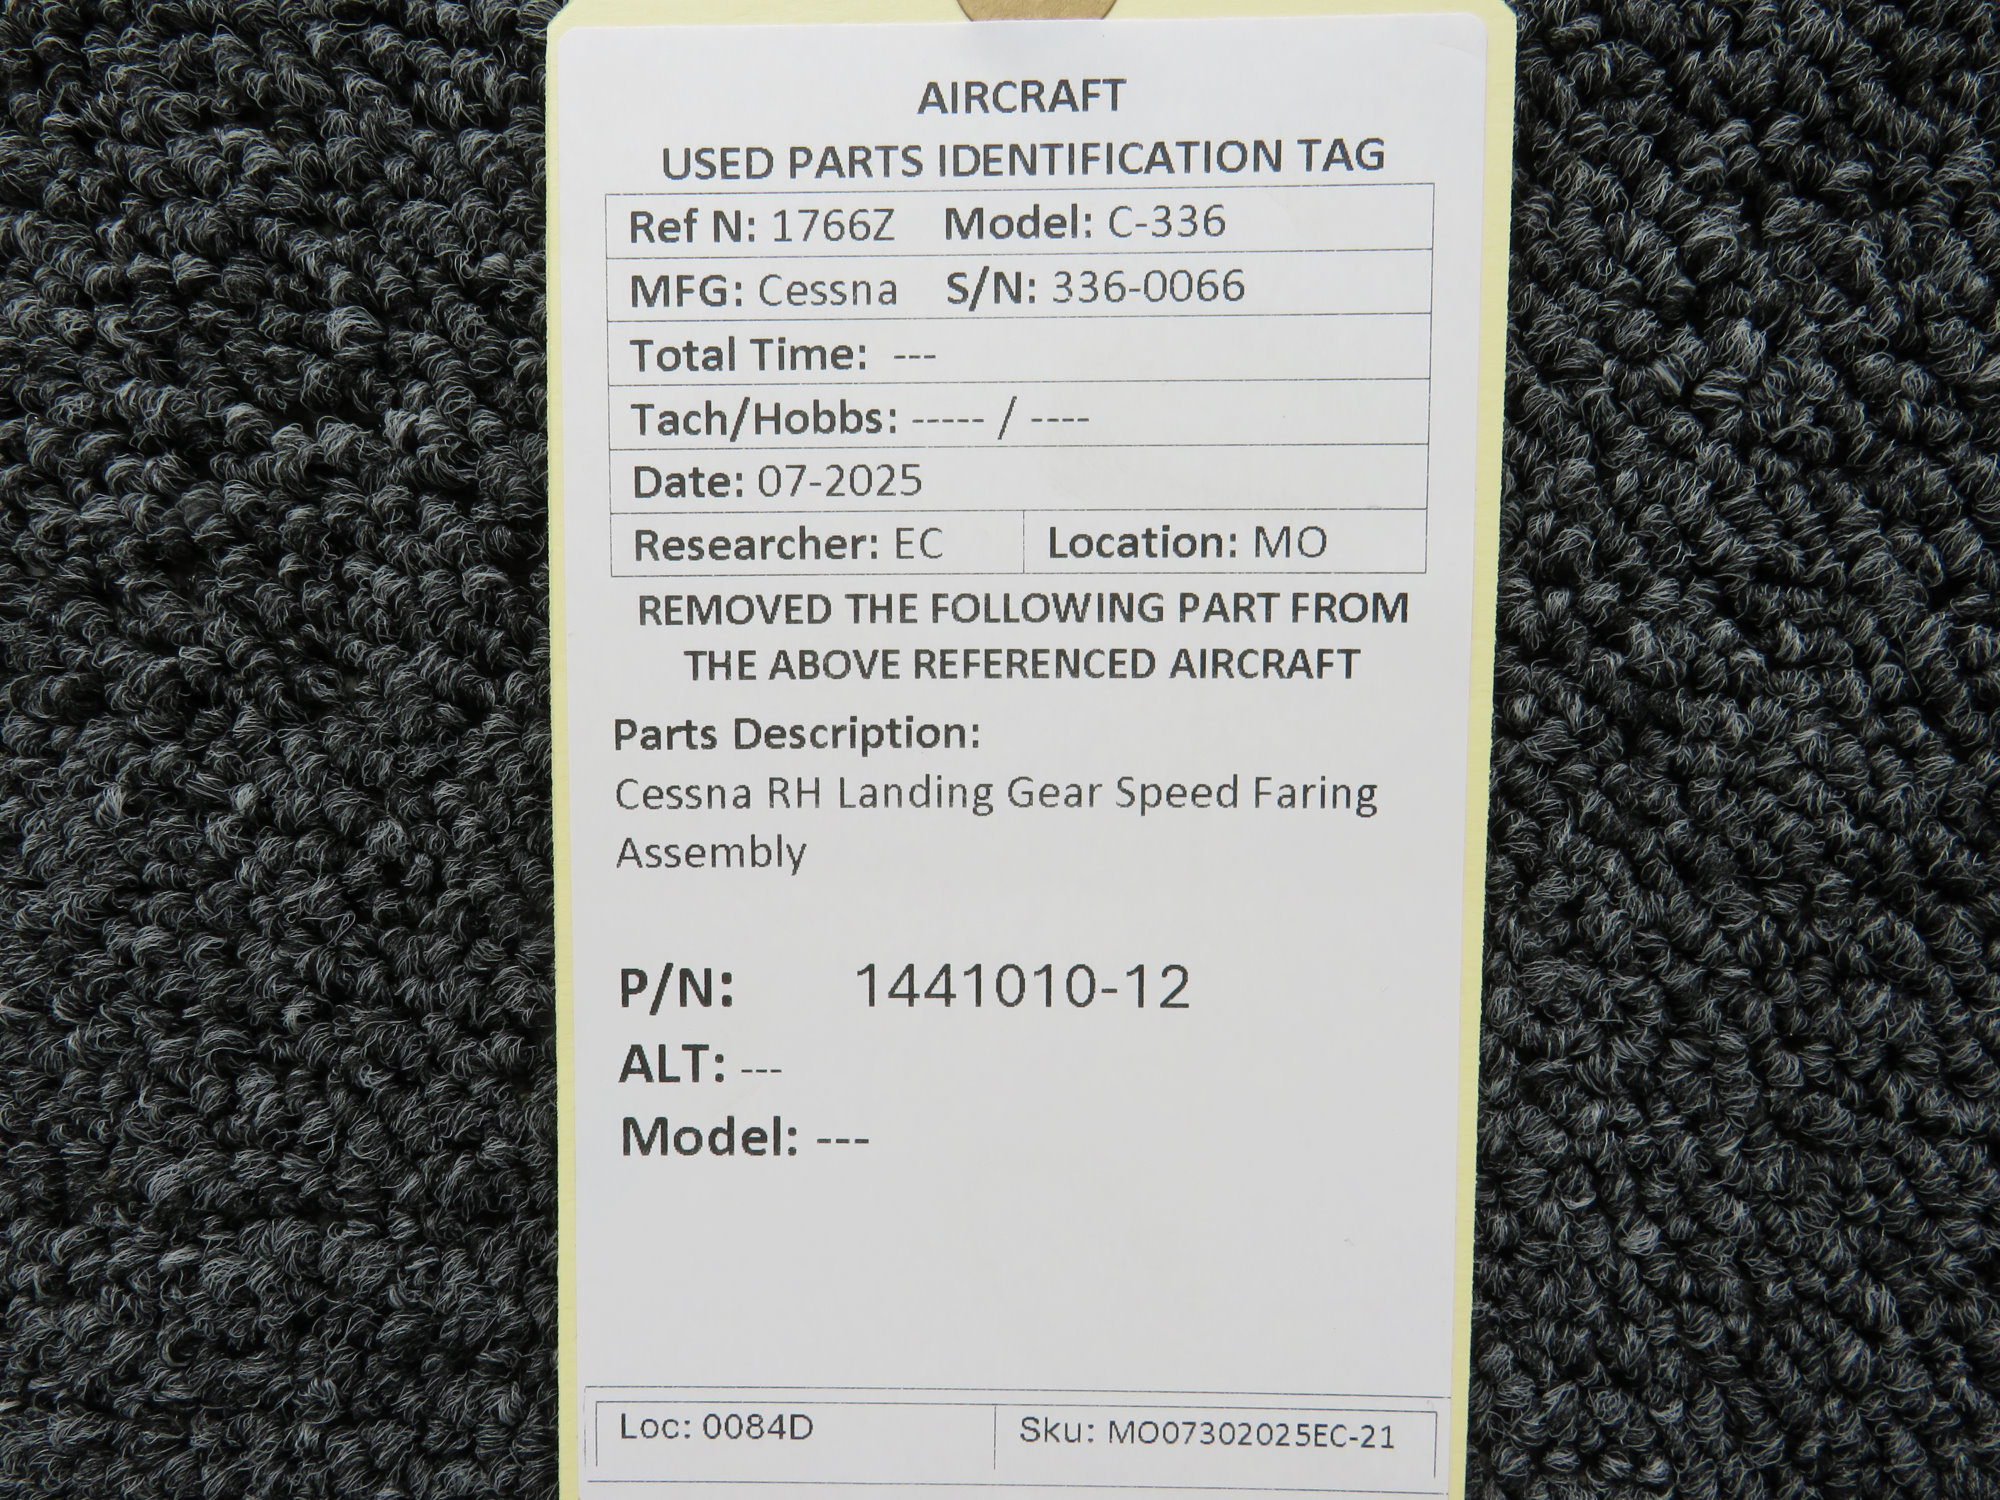 AIRCRAFT
USED PARTS IDENTIFICATION TAG
Ref N: 1766Z Model: C-336
MFG: Cessna S/N: 336-0066
Total Time: ---
Tach/Hobbs: ----- / ----
Date: 07-2025
Researcher: EC Location: MO
REMOVED THE FOLLOWING PART FROM
THE ABOVE REFERENCED AIRCRAFT
Parts Description:
Cessna RH Landing Gear Speed Faring
Assembly
P/N: 1441010-12
ALT: ---
Model: ---
Loc: 0084D Sku: MO07302025EC-21